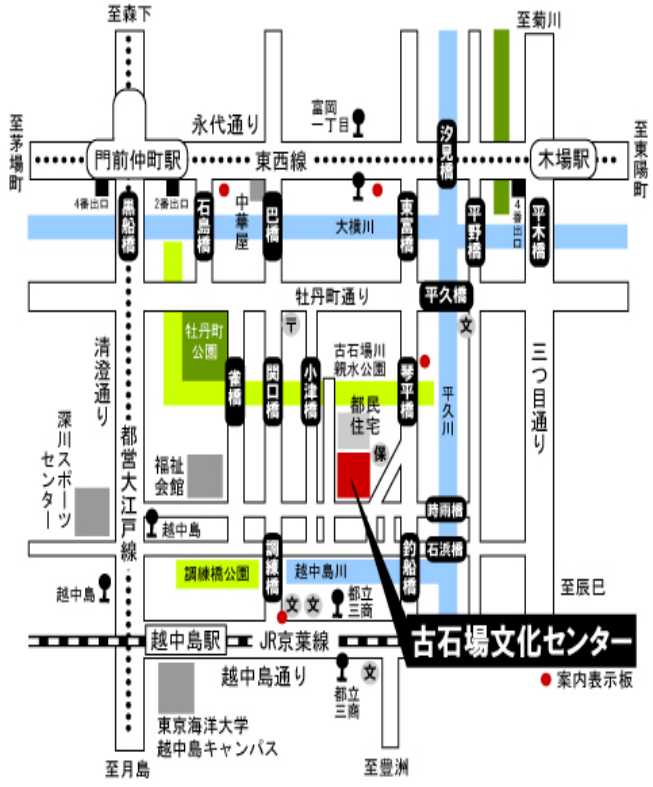 至森下
至菊川
永代通り
富岡
一丁目
至茅場町
門前仲町駅
東西線
汐見橋
木場駅
至東陽町
4番出口
黒船橋
2番出口
石島橋
中華屋
巴橋
大横川
東富橋
平野橋
4番出口
平木橋
牡丹町通り
平久橋
〒
文
牡丹町
公園
古石場川
親水公園
清澄通り
雀橋
関口橋
小津橋
琴平橋
平久川
三つ目通り
都民
住宅
保
深川スポーツ
センター
都営大江戸線
福祉
会館
越中島
時雨橋
石浜橋
調練橋
釣船橋
調練橋公園
越中島川
越中島
文
文
都立
三商
至辰巳
越中島駅
JR京葉線
古石場文化センター
越中島通り
都立
三商
文
案内表示板
東京海洋大学
越中島キャンパス
至月島
至豊洲